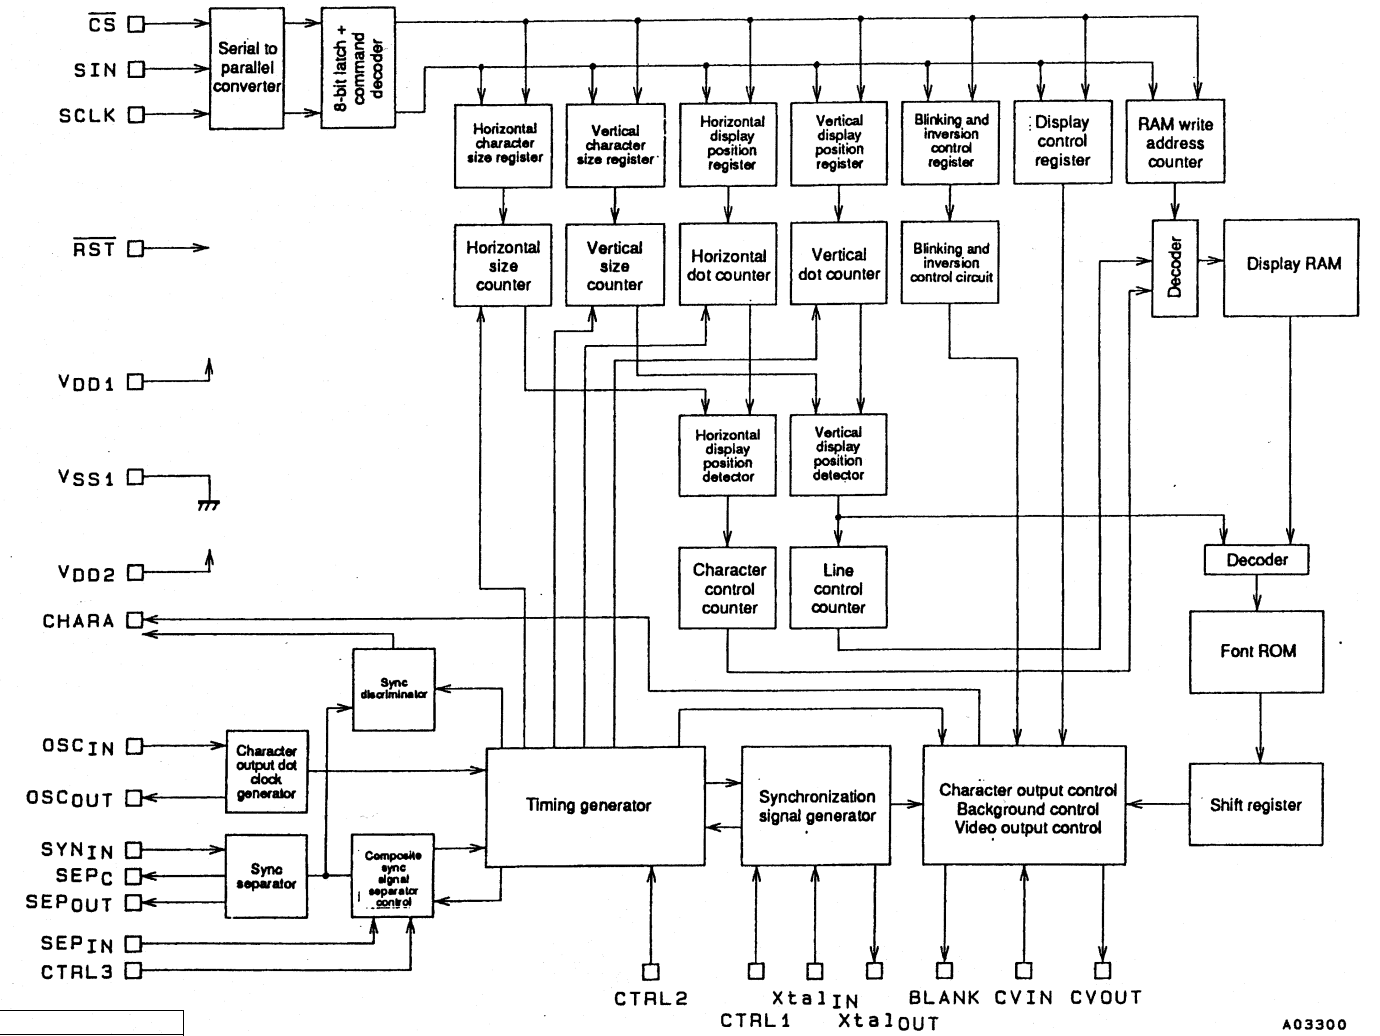 CS
SIN
SCLK
Serial to
parallel
converter
8-bit latch +
command
decoder
Horizontal
character
size register
Vertical
character
size register
Horizontal
display
position
register
Vertical
display
position
register
Blinking and
inversion
control
register
Display
control
register
RAM write
address
counter
RST
Horizontal
size
counter
Vertical
size
counter
Horizontal
dot counter
Vertical
dot counter
Blinking and
inversion
control circuit
Decoder
Display RAM
VDD1
VSS1
VDD2
CHARA
Horizontal
display
position
detector
Vertical
display
position
detector
Character
control
counter
Line
control
counter
Decoder
Font ROM
Sync
discriminator
OSCIN
OSCOUT
Character
output dot
clock
generator
Timing generator
Synchronization
signal generator
Character output control
Background control
Video output control
Shift register
SYNIN
SEPC
SEPOUT
SEPIN
CTRL3
Sync
separator
Composite
sync
signal
separator
control
CTRL2
CTRL1
XtalIN
XtalOUT
BLANK
CVIN
CVOUT
A03300